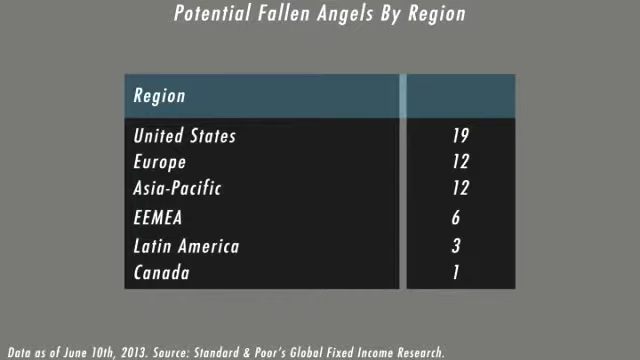 Potential Fallen Angels By Region
Region
United States 19
Europe 12
Asia-Pacific 12
EEMEA 6
Latin America 3
Canada 1
Data as of June 10th, 2013. Source: Standard & Poor's Global Fixed Income Research.